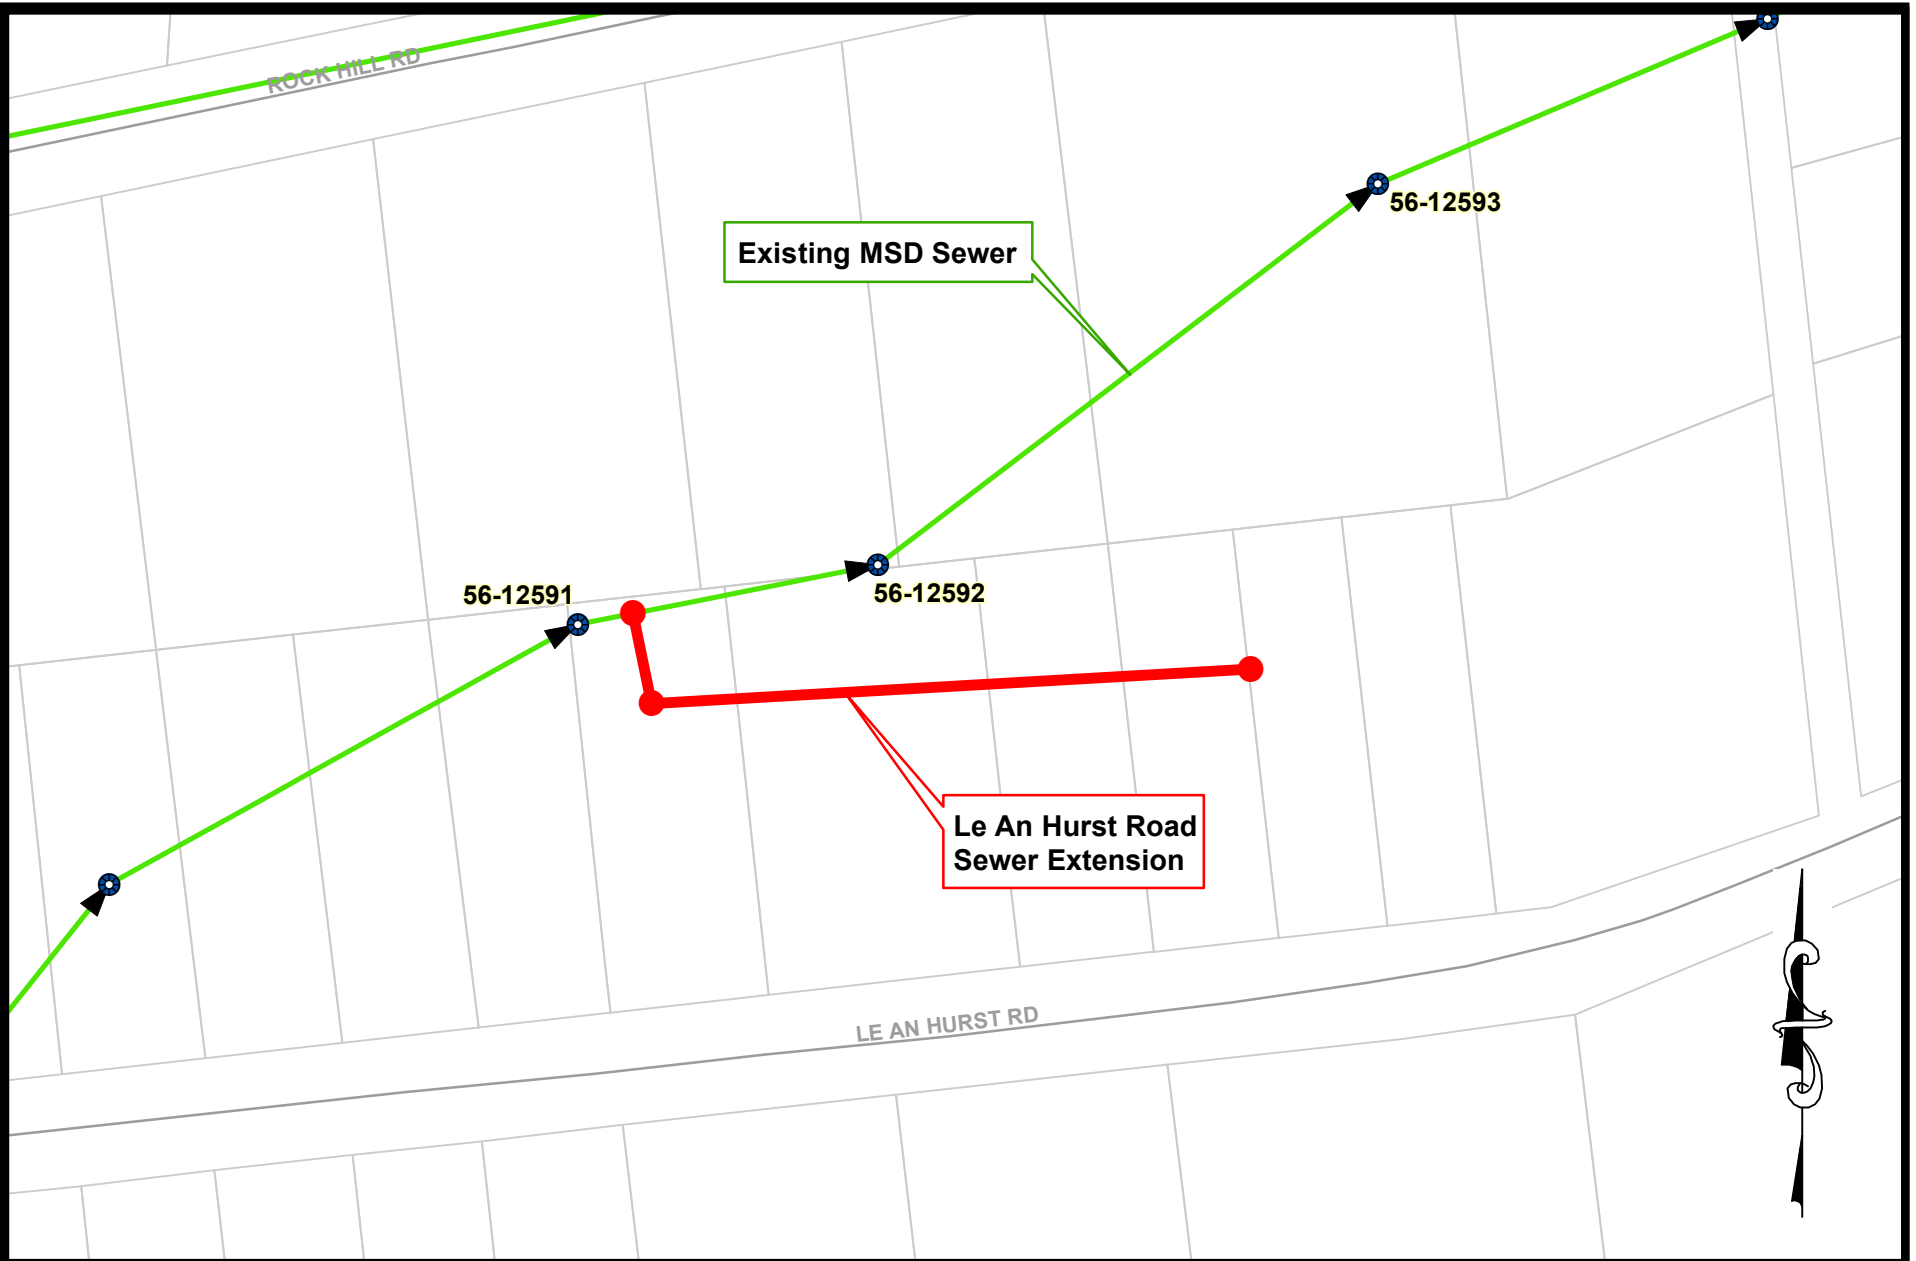 ROCK HILL RD
56-12593
Existing MSD Sewer
56-12591
56-12592
Le An Hurst Road
Sewer Extension
LE AN HURST RD